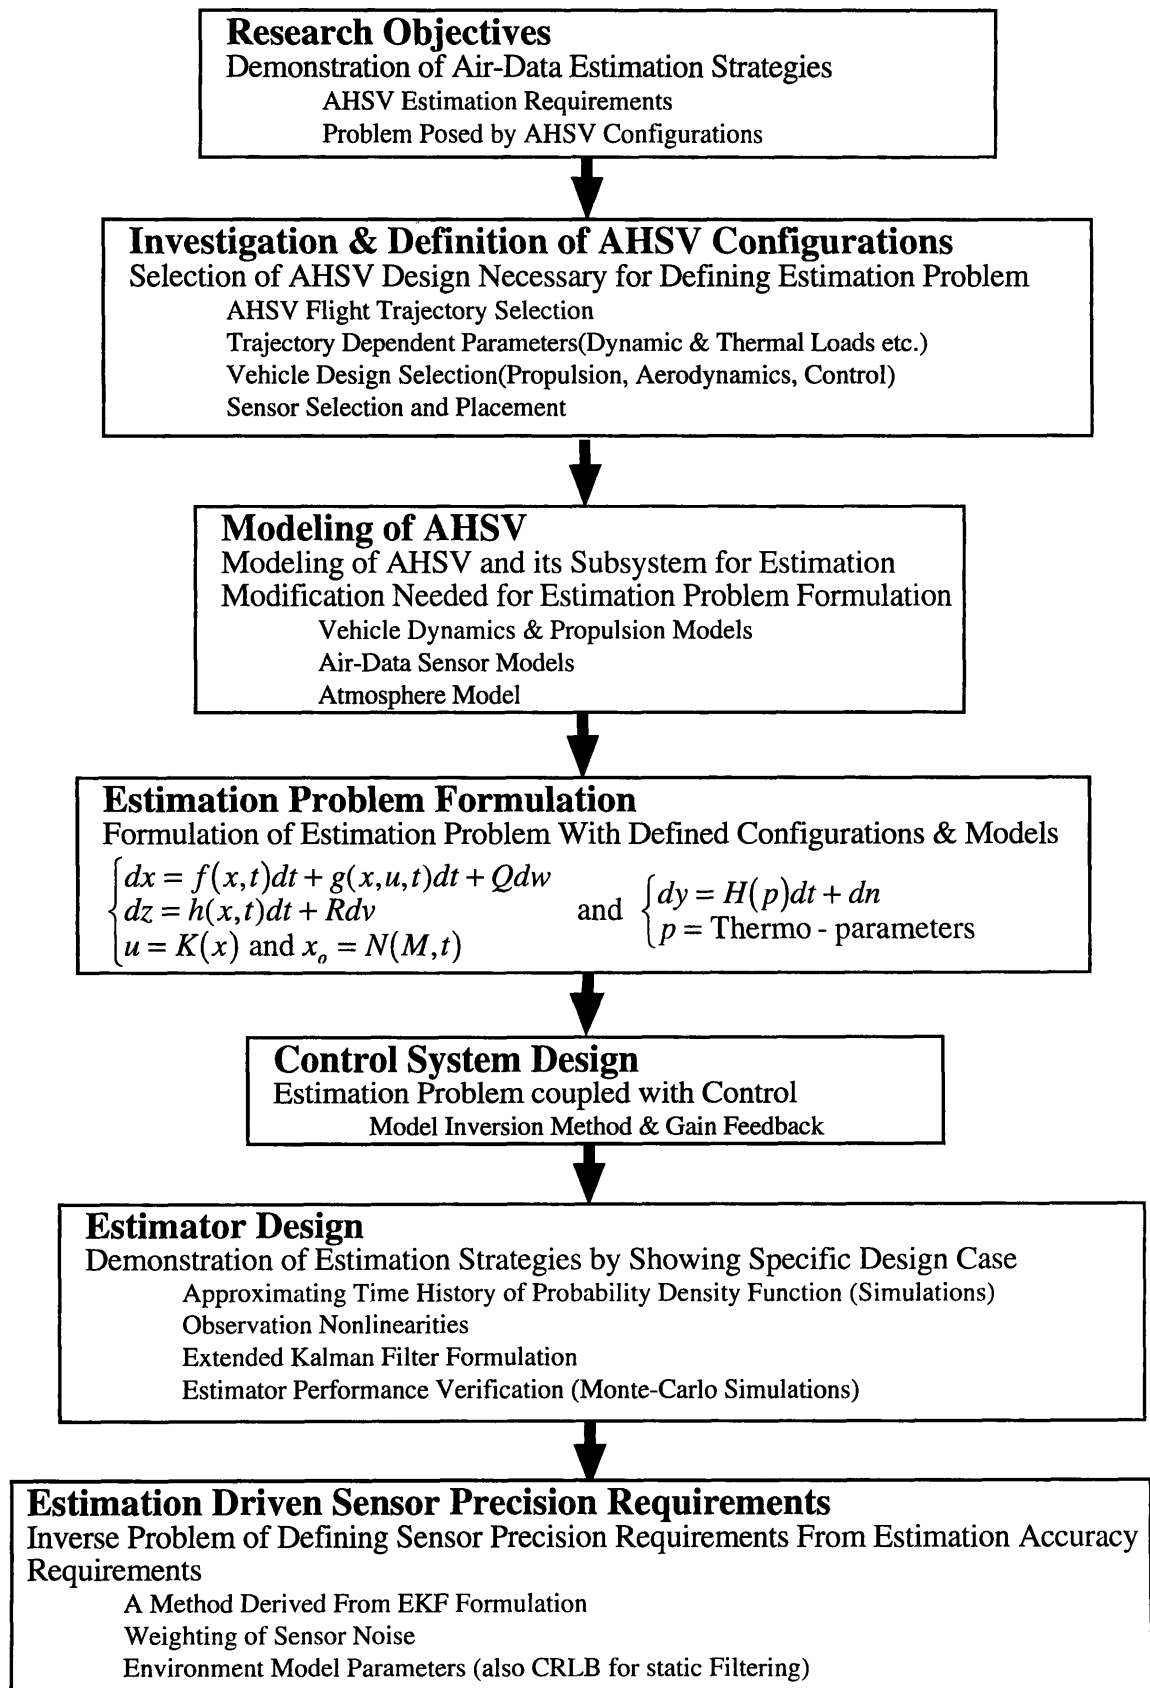 Research Objectives
Demonstration of Air-Data Estimation Strategies
AHSV Estimation Requirements
Problem Posed by AHSV Configurations
Investigation & Definition of AHSV Configurations
Selection of AHSV Design Necessary for Defining Estimation Problem
AHSV Flight Trajectory Selection
Trajectory Dependent Parameters(Dynamic & Thermal Loads etc.)
Vehicle Design Selection(Propulsion, Aerodynamics, Control)
Sensor Selection and Placement
Modeling of AHSV
Modeling of AHSV and its Subsystem for Estimation
Modification Needed for Estimation Problem Formulation
Vehicle Dynamics & Propulsion Models
Air-Data Sensor Models
Atmosphere Model
Estimation Problem Formulation
Formulation of Estimation Problem With Defined Configurations & Models
dx = f(x,t)dt + g(x,u,t)dt + Qdw
dz = h(x,t)dt + Rdv
u = K(x) and x_o = N(M,t)
and
dy = H(p)dt + dn
p = Thermo - parameters
Control System Design
Estimation Problem coupled with Control
Model Inversion Method & Gain Feedback
Estimator Design
Demonstration of Estimation Strategies by Showing Specific Design Case
Approximating Time History of Probability Density Function (Simulations)
Observation Nonlinearities
Extended Kalman Filter Formulation
Estimator Performance Verification (Monte-Carlo Simulations)
Estimation Driven Sensor Precision Requirements
Inverse Problem of Defining Sensor Precision Requirements From Estimation Accuracy
Requirements
A Method Derived From EKF Formulation
Weighting of Sensor Noise
Environment Model Parameters (also CRLB for static Filtering)